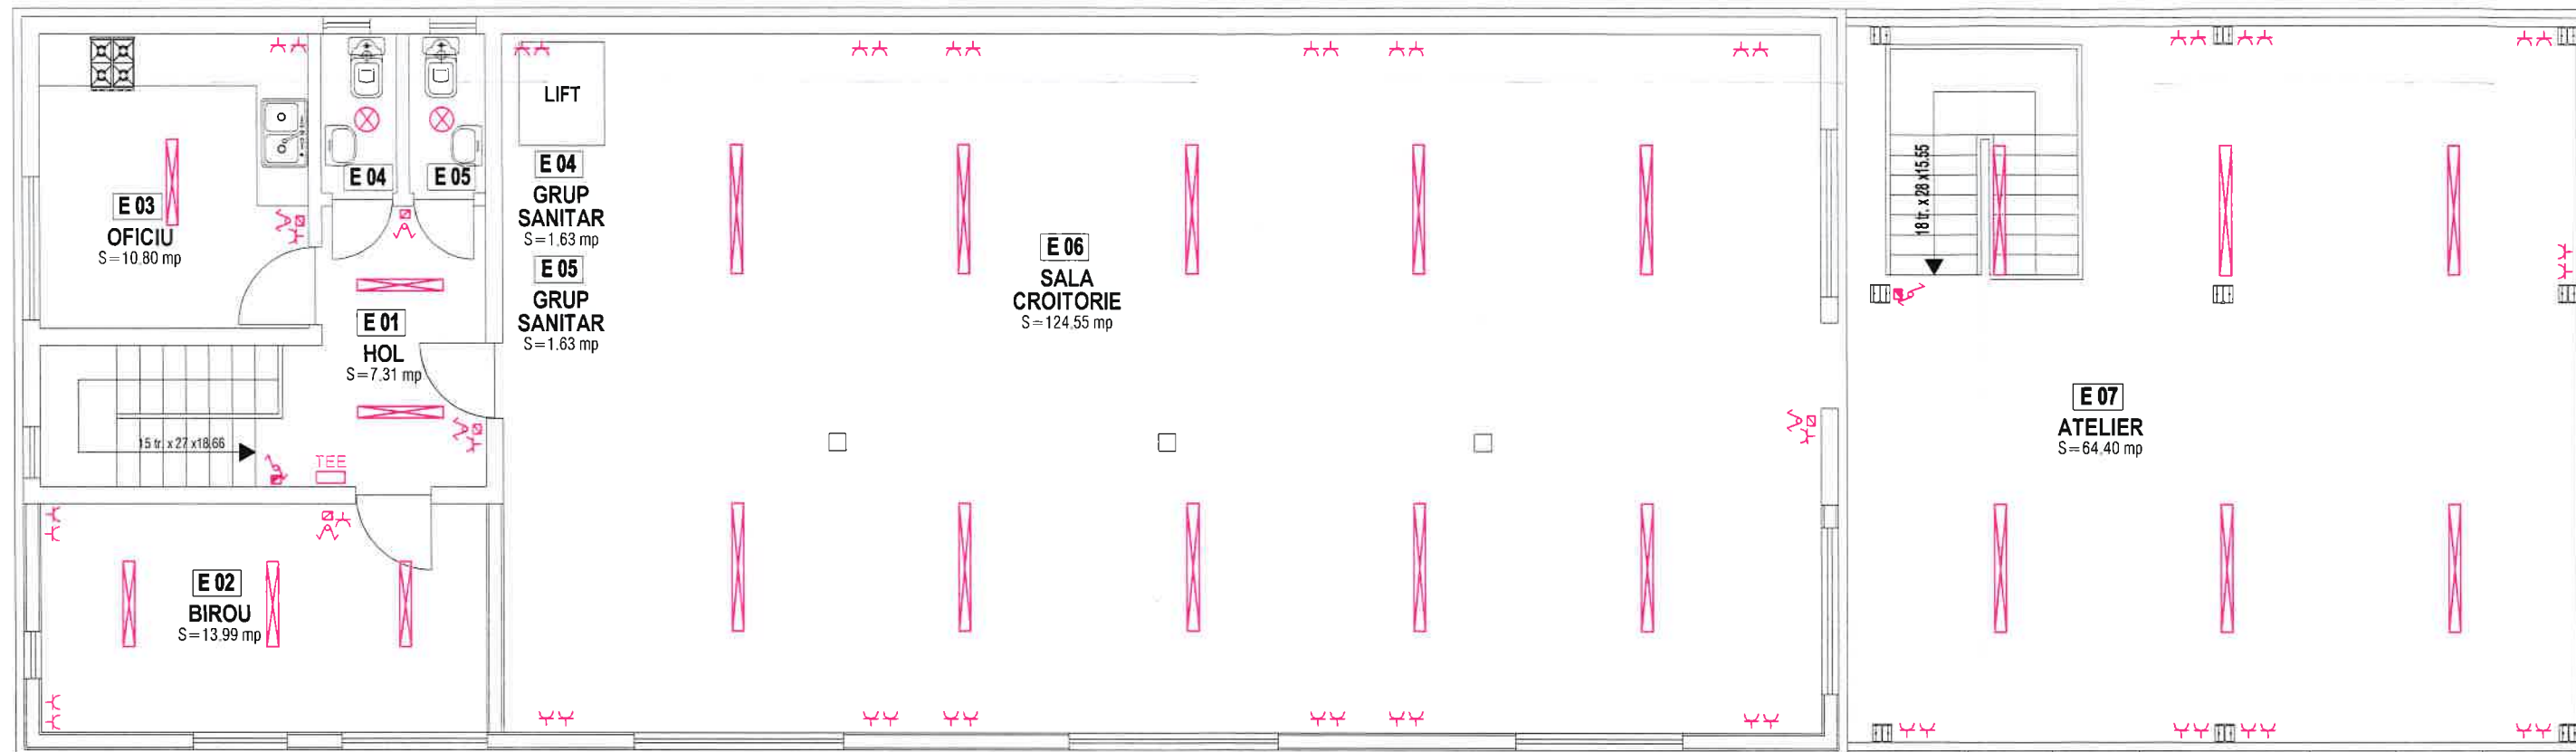 LIFT
E 04
E 05
E 04
GRUP
SANITAR
S=1.63 mp
E 05
GRUP
SANITAR
S=1.63 mp
E 03
OFICIU
S=10.80 mp
E 01
HOL
S=7.31 mp
15 tr. x 27 x18.66
TEE
E 02
BIROU
S=13.99 mp
E 06
SALA
CROITORIE
S=124.55 mp
18 tr. x 28 x15.55
E 07
ATELIER
S=64.40 mp